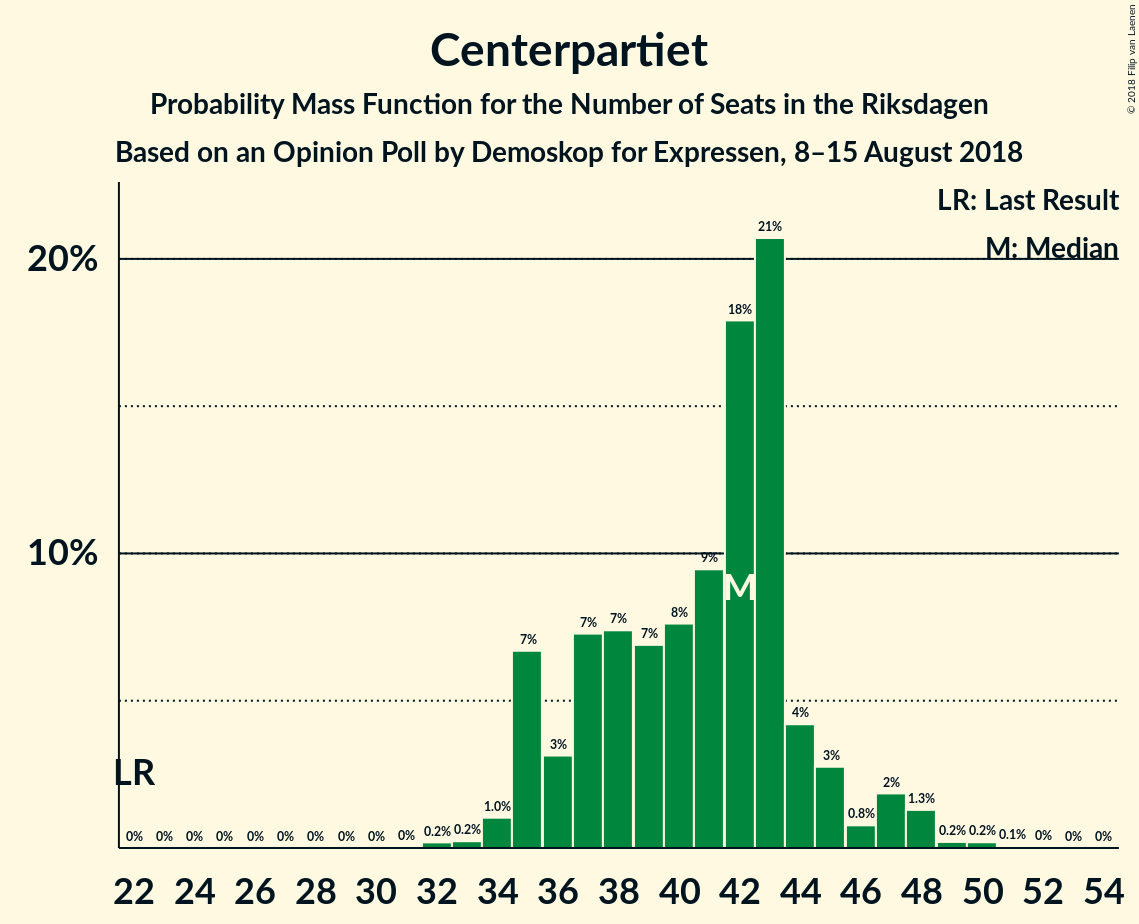 © 2018 Filip van Laenen
Centerpartiet
Probability Mass Function for the Number of Seats in the Riksdagen
Based on an Opinion Poll by Demoskop for Expressen, 8–15 August 2018
LR: Last Result
M: Median
20%
10%
LR
M
0% 0% 0% 0% 0% 0% 0% 0% 0% 0% 0.2% 0.2% 1.0% 7% 3% 7% 7% 7% 8% 9% 18% 21% 4% 3% 0.8% 2% 1.3% 0.2% 0.2% 0.1% 0% 0% 0%
22 24 26 28 30 32 34 36 38 40 42 44 46 48 50 52 54